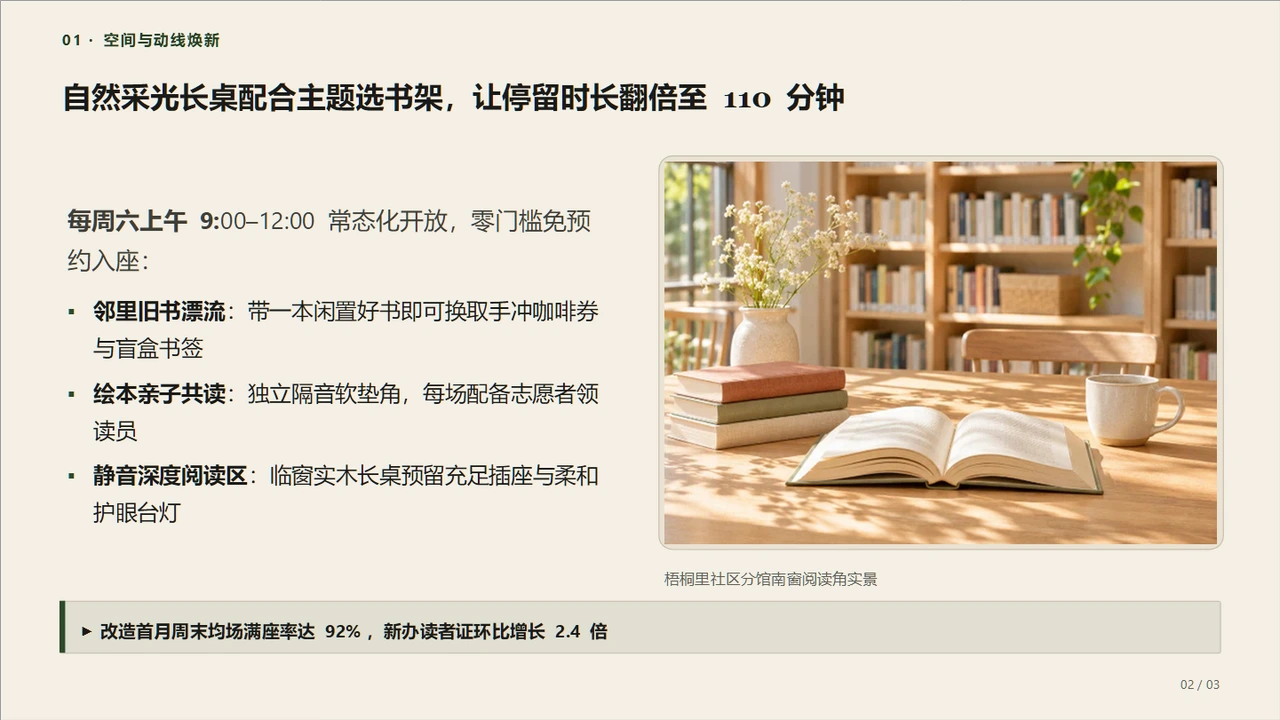 01 · 空间与动线焕新
自然采光长桌配合主题选书架，让停留时长翻倍至 110 分钟
每周六上午 9:00–12:00 常态化开放，零门槛免预
约入座：
▪ 邻里旧书漂流：带一本闲置好书即可换取手冲咖啡券
与盲盒书签
▪ 绘本亲子共读：独立隔音软垫角，每场配备志愿者领
读员
▪ 静音深度阅读区：临窗实木长桌预留充足插座与柔和
护眼台灯
梧桐里社区分馆南窗阅读角实景
▸ 改造首月周末均场满座率达 92%，新办读者证环比增长 2.4 倍
02 / 03